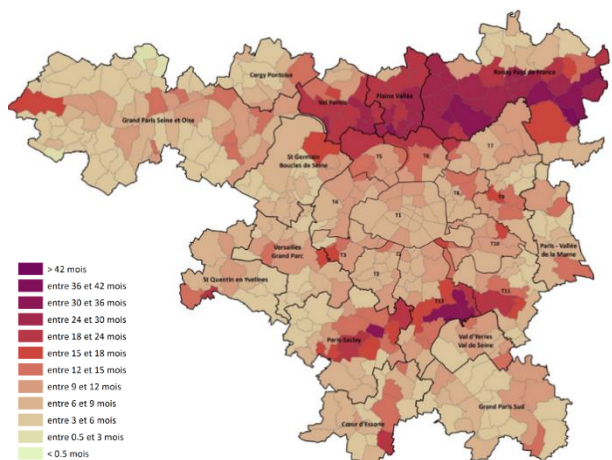 Cergy Pontoise
Roissy Pays de France
Val Parisis
Plaine Vallée
Grand Paris Seine et Oise
St Germain
Boucles de Seine
T5
T6
T7
T4
T8
T9
T1
Versailles
Grand Parc
T3
T2
T10
Paris - Vallée
de la Marne
St Quentin en Yvelines
T12
T11
Paris-Saclay
Val d'Yerres
Val de Seine
Cœur d'Essonne
Grand Paris Sud
> 42 mois
entre 36 et 42 mois
entre 30 et 36 mois
entre 24 et 30 mois
entre 18 et 24 mois
entre 15 et 18 mois
entre 12 et 15 mois
entre 9 et 12 mois
entre 6 et 9 mois
entre 3 et 6 mois
entre 0.5 et 3 mois
< 0.5 mois